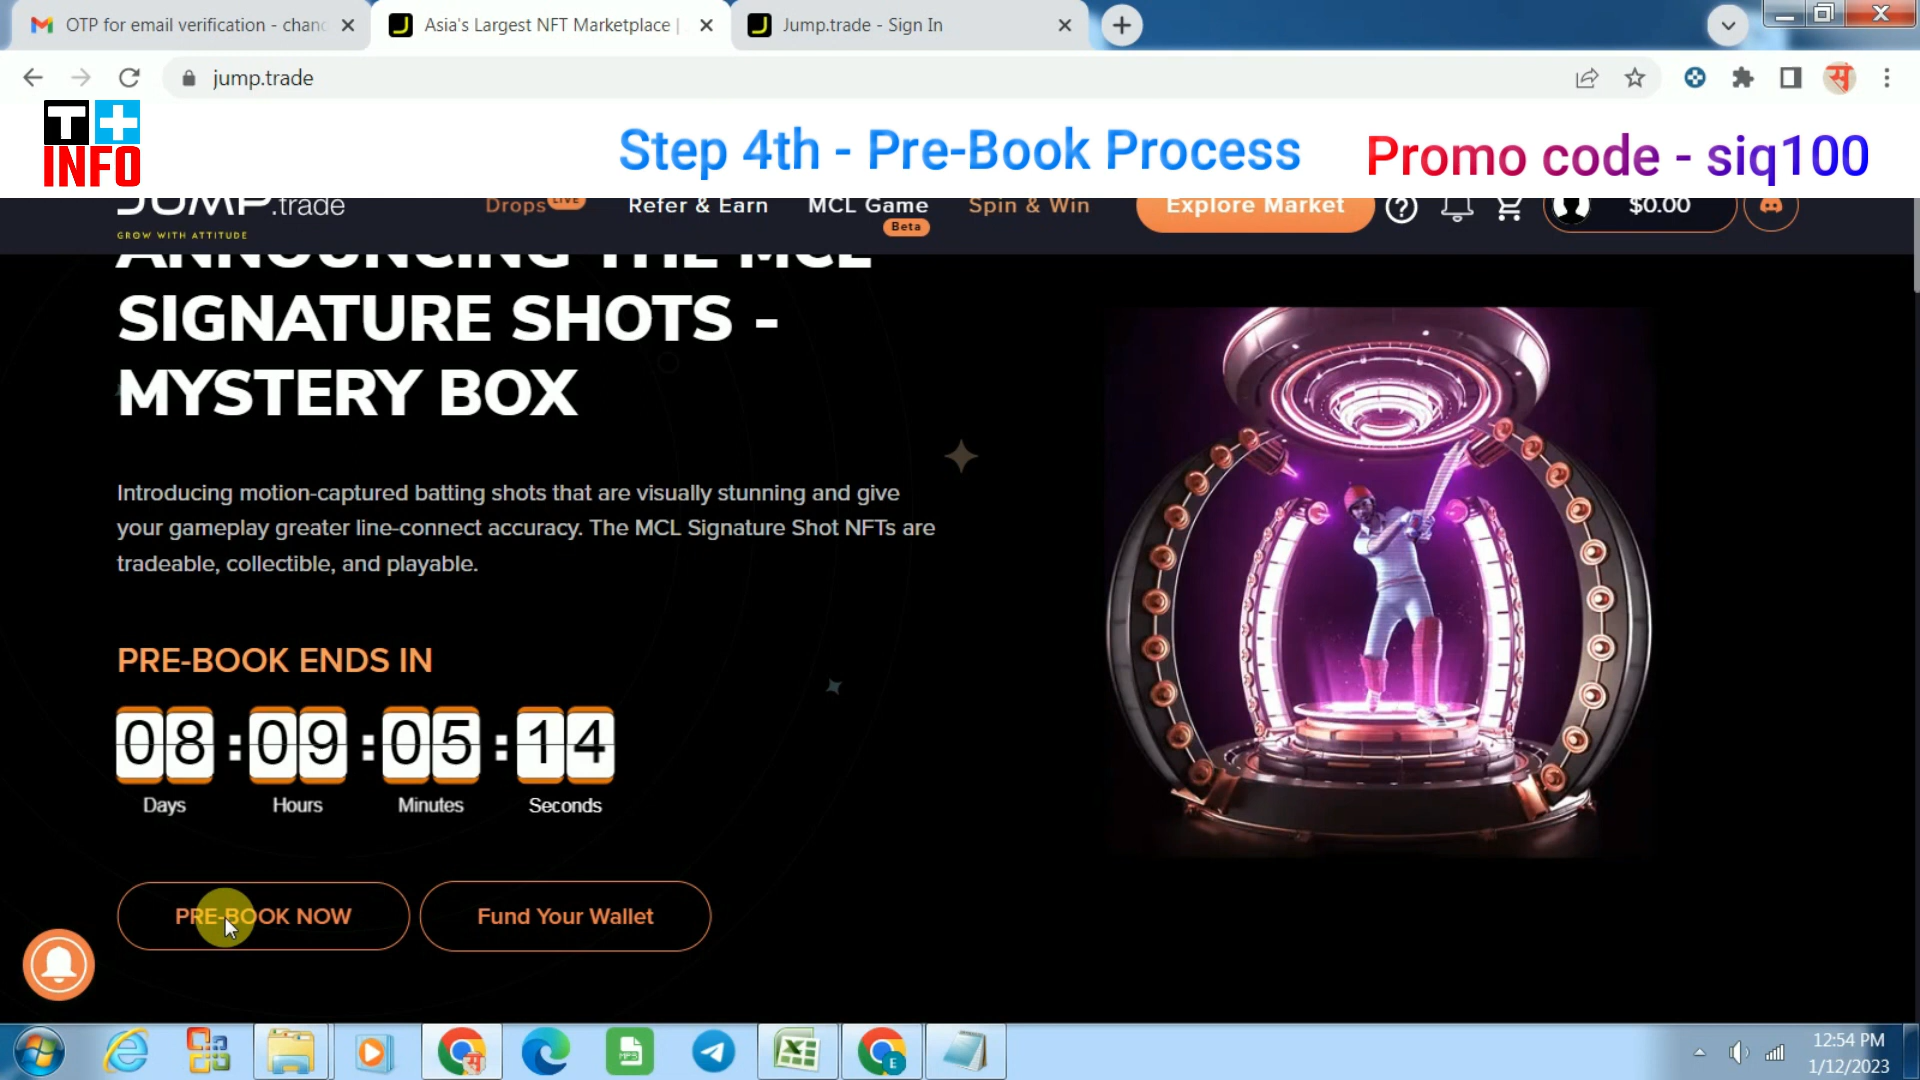 OTP for email verification - chand
Asia's Largest NFT Marketplace |
Jump.trade - Sign In
jump.trade
T+
INFO
Step 4th - Pre-Book Process
Promo code - siq100
JUMP.trade
GROW WITH ATTITUDE
Drops LIVE
Refer & Earn
MCL Game
Beta
Spin & Win
Explore Market
$0.00
ANNOUNCING THE MCL
SIGNATURE SHOTS -
MYSTERY BOX
Introducing motion-captured batting shots that are visually stunning and give
your gameplay greater line-connect accuracy. The MCL Signature Shot NFTs are
tradeable, collectible, and playable.
PRE-BOOK ENDS IN
08 : 09 : 05 : 14
Days Hours Minutes Seconds
PRE-BOOK NOW
Fund Your Wallet
12:54 PM
1/12/2023